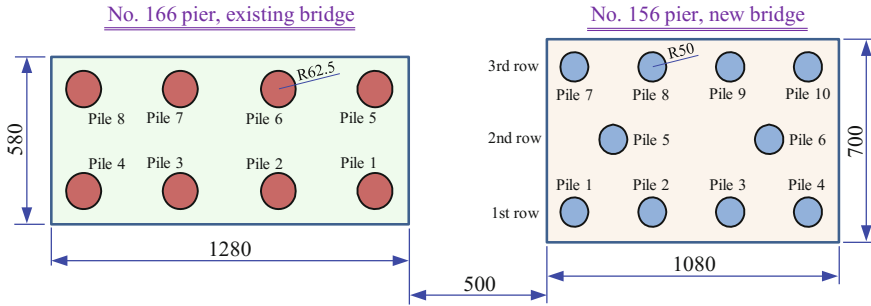 No. 166 pier, existing bridge
R62.5
Pile 8 Pile 7 Pile 6 Pile 5
Pile 4 Pile 3 Pile 2 Pile 1
580
1280
500
No. 156 pier, new bridge
3rd row
R50
Pile 7 Pile 8 Pile 9 Pile 10
2nd row
Pile 5 Pile 6
Pile 1 Pile 2 Pile 3 Pile 4
1st row
700
1080